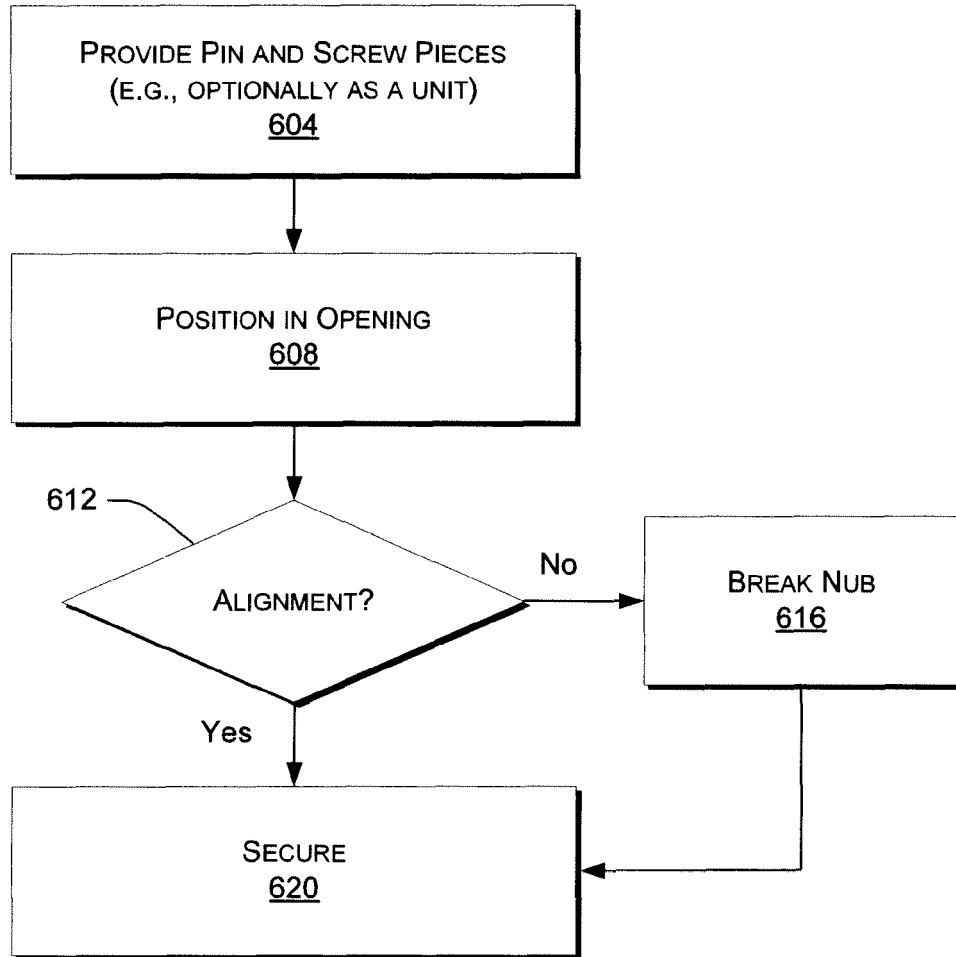 PROVIDE PIN AND SCREW PIECES
(E.G., OPTIONALLY AS A UNIT)
604
POSITION IN OPENING
608
612
ALIGNMENT?
No
BREAK NUB
616
Yes
SECURE
620